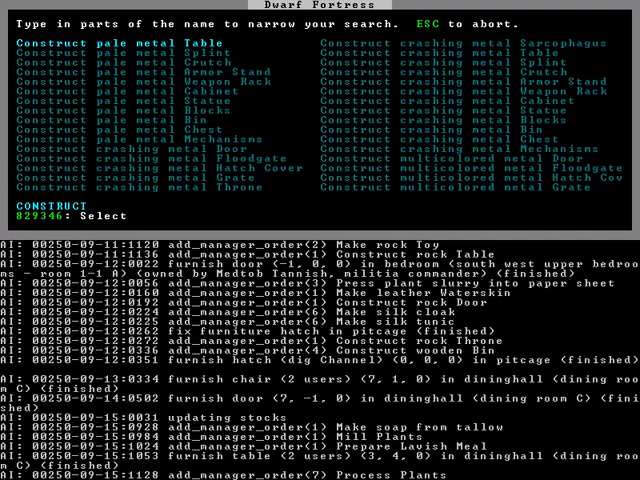 Dwarf Fortress
Type in parts of the name to narrow your search.  ESC to abort.
Construct pale metal Table
Construct pale metal Splint
Construct pale metal Crutch
Construct pale metal Armor Stand
Construct pale metal Weapon Rack
Construct pale metal Cabinet
Construct pale metal Statue
Construct pale metal Blocks
Construct pale metal Bin
Construct pale metal Chest
Construct pale metal Mechanisms
Construct crashing metal Door
Construct crashing metal Floodgate
Construct crashing metal Hatch Cover
Construct crashing metal Grate
Construct crashing metal Throne
Construct crashing metal Sarcophagus
Construct crashing metal Table
Construct crashing metal Splint
Construct crashing metal Crutch
Construct crashing metal Armor Stand
Construct crashing metal Weapon Rack
Construct crashing metal Cabinet
Construct crashing metal Statue
Construct crashing metal Blocks
Construct crashing metal Bin
Construct crashing metal Chest
Construct crashing metal Mechanisms
Construct multicolored metal Door
Construct multicolored metal Floodgate
Construct multicolored metal Hatch Cov
Construct multicolored metal Grate
CONSTRUCT
829346: Select
AI: 00250-09-11:1120 add_manager_order(2) Make rock Toy
AI: 00250-09-11:1136 add_manager_order(1) Construct rock Table
AI: 00250-09-12:0022 furnish door (-1, 0, 0) in bedroom (south west upper bedroo
ms - room 1-1 A) (owned by Medtob Tannish, militia commander) (finished)
AI: 00250-09-12:0056 add_manager_order(3) Press plant slurry into paper sheet
AI: 00250-09-12:0160 add_manager_order(1) Make leather Waterskin
AI: 00250-09-12:0192 add_manager_order(1) Construct rock Door
AI: 00250-09-12:0224 add_manager_order(6) Make silk cloak
AI: 00250-09-12:0225 add_manager_order(6) Make silk tunic
AI: 00250-09-12:0262 fix furniture hatch in pitcage (finished)
AI: 00250-09-12:0272 add_manager_order(1) Construct rock Throne
AI: 00250-09-12:0336 add_manager_order(4) Construct wooden Bin
AI: 00250-09-12:0351 furnish hatch (dig Channel) (0, 0, 0) in pitcage (finished)
AI: 00250-09-13:0334 furnish chair (2 users) (7, 1, 0) in dininghall (dining roo
m C) (finished)
AI: 00250-09-14:0502 furnish door (7, -1, 0) in dininghall (dining room C) (fini
shed)
AI: 00250-09-15:0031 updating stocks
AI: 00250-09-15:0928 add_manager_order(1) Make soap from tallow
AI: 00250-09-15:0984 add_manager_order(1) Mill Plants
AI: 00250-09-15:1024 add_manager_order(1) Prepare Lavish Meal
AI: 00250-09-15:1053 furnish table (2 users) (3, 4, 0) in dininghall (dining roo
m C) (finished)
AI: 00250-09-15:1128 add_manager_order(7) Process Plants